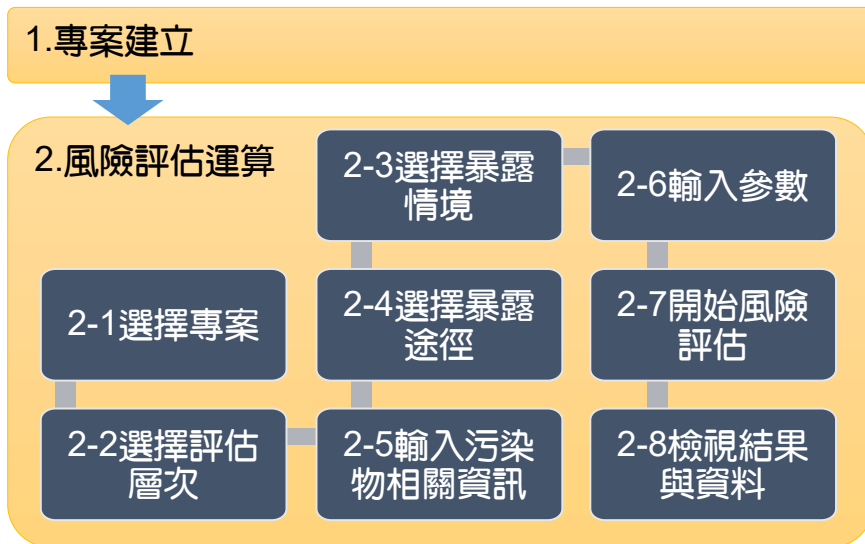 1.專案建立
2.風險評估運算
2-1選擇專案
2-2選擇評估
層次
2-3選擇暴露
情境
2-4選擇暴露
途徑
2-5輸入污染
物相關資訊
2-6輸入參數
2-7開始風險
評估
2-8檢視結果
與資料